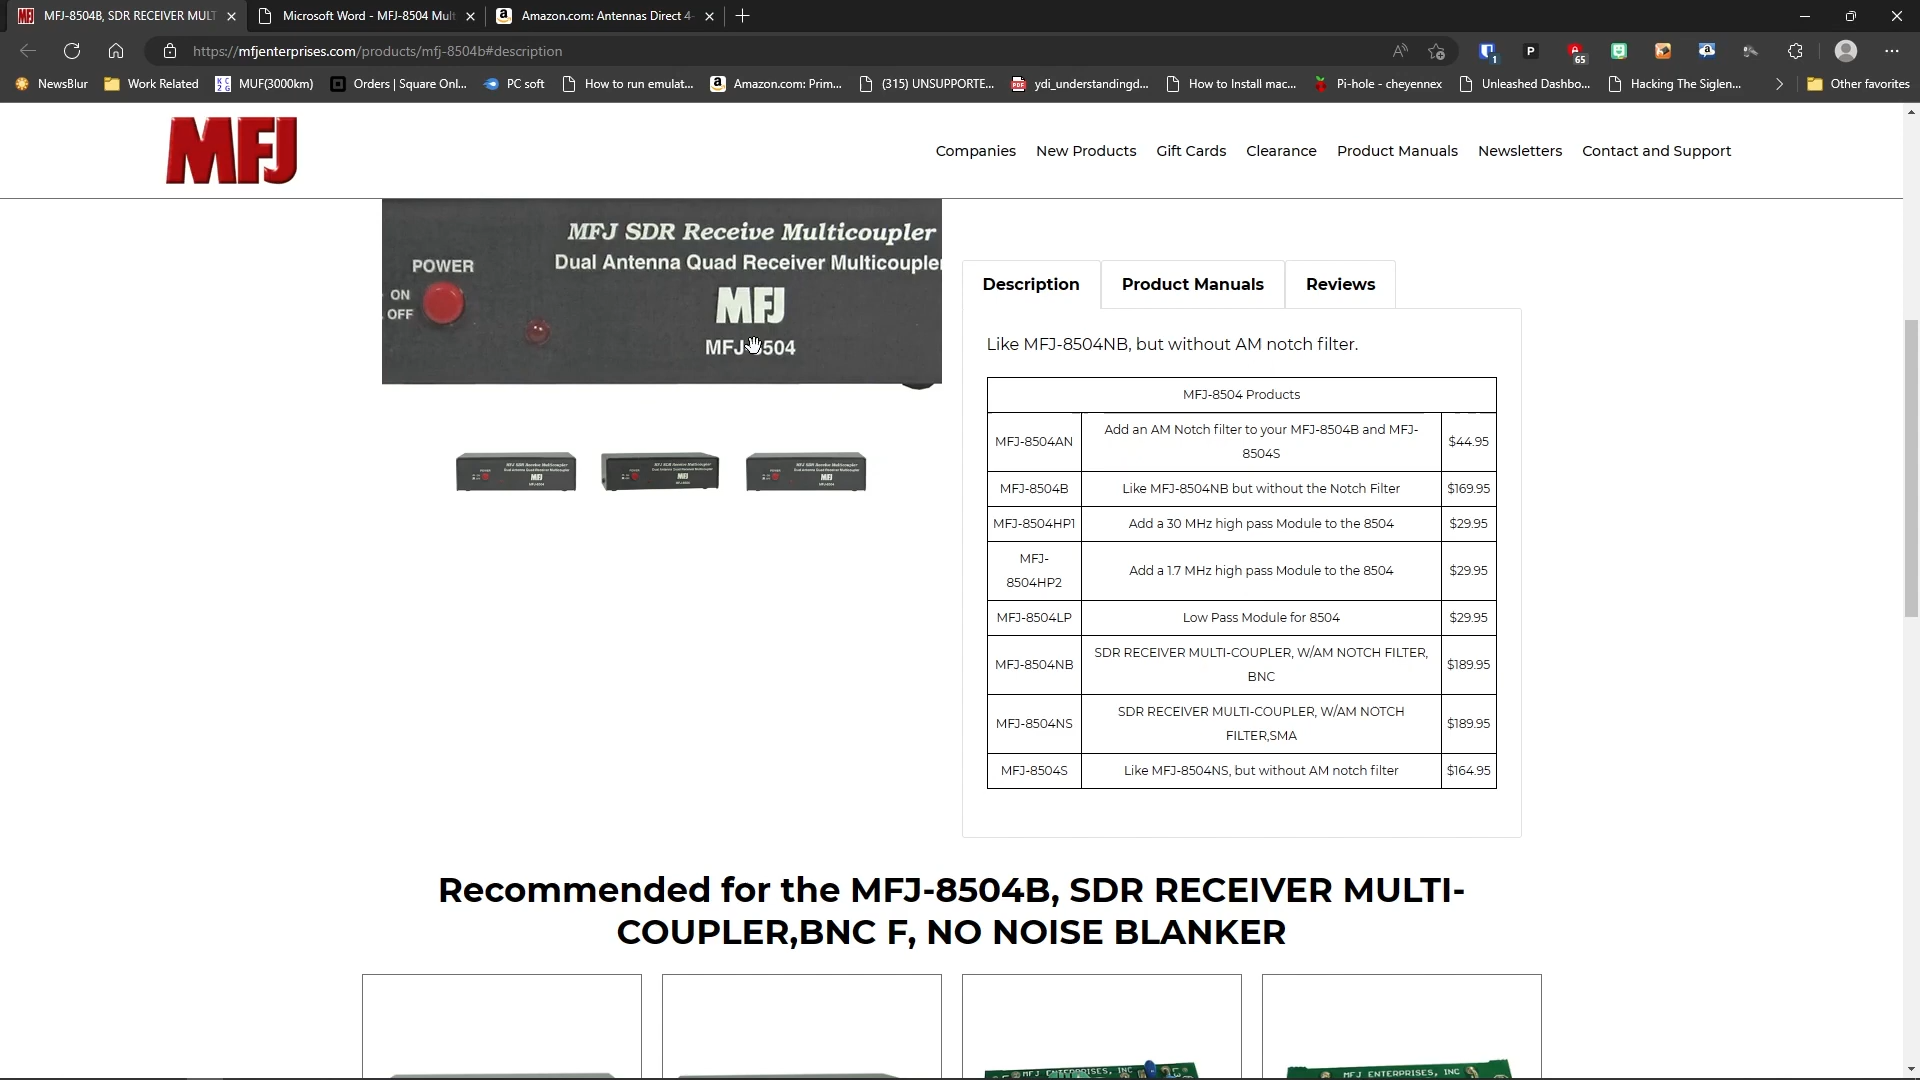 MFJ-8504B, SDR RECEIVER MULT
Microsoft Word - MFJ-8504 Mult
Amazon.com: Antennas Direct 4-
https://mfjenterprises.com/products/mfj-8504b#description
1
P
65
NewsBlur
Work Related
MUF(3000km)
Orders | Square Onl...
PC soft
How to run emulat...
Amazon.com: Prim...
(315) UNSUPPORTE...
ydi_understandingd...
How to Install mac...
Pi-hole - cheyennex
Unleashed Dashbo...
Hacking The Siglen...
Other favorites
MFJ
Companies
New Products
Gift Cards
Clearance
Product Manuals
Newsletters
Contact and Support
MFJ SDR Receive Multicoupler
Dual Antenna Quad Receiver Multicoupler
POWER
ON
OFF
MFJ
MFJ-8504
Description
Product Manuals
Reviews
Like MFJ-8504NB, but without AM notch filter.
MFJ-8504 Products
MFJ-8504AN Add an AM Notch filter to your MFJ-8504B and MFJ-
8504S $44.95
MFJ-8504B Like MFJ-8504NB but without the Notch Filter $169.95
MFJ-8504HP1 Add a 30 MHz high pass Module to the 8504 $29.95
MFJ-
8504HP2 Add a 1.7 MHz high pass Module to the 8504 $29.95
MFJ-8504LP Low Pass Module for 8504 $29.95
MFJ-8504NB SDR RECEIVER MULTI-COUPLER, W/AM NOTCH FILTER,
BNC $189.95
MFJ-8504NS SDR RECEIVER MULTI-COUPLER, W/AM NOTCH
FILTER,SMA $189.95
MFJ-8504S Like MFJ-8504NS, but without AM notch filter $164.95
Recommended for the MFJ-8504B, SDR RECEIVER MULTI-
COUPLER,BNC F, NO NOISE BLANKER
MFJ ENTERPRISES, INC
MFJ ENTERPRISES, INC